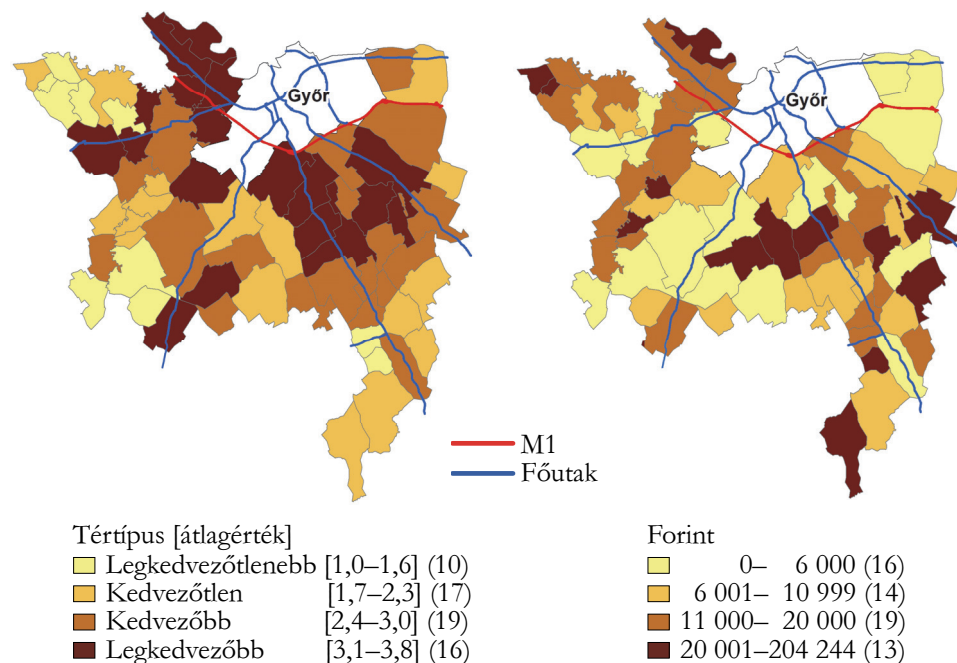 Győr
Győr
M1
Főutak
Tértípus [átlagérték]
Legkedvezőtlenebb [1,0–1,6] (10)
Kedvezőtlen [1,7–2,3] (17)
Kedvezőbb [2,4–3,0] (19)
Legkedvezőbb [3,1–3,8] (16)
Forint
0– 6 000 (16)
6 001– 10 999 (14)
11 000– 20 000 (19)
20 001–204 244 (13)